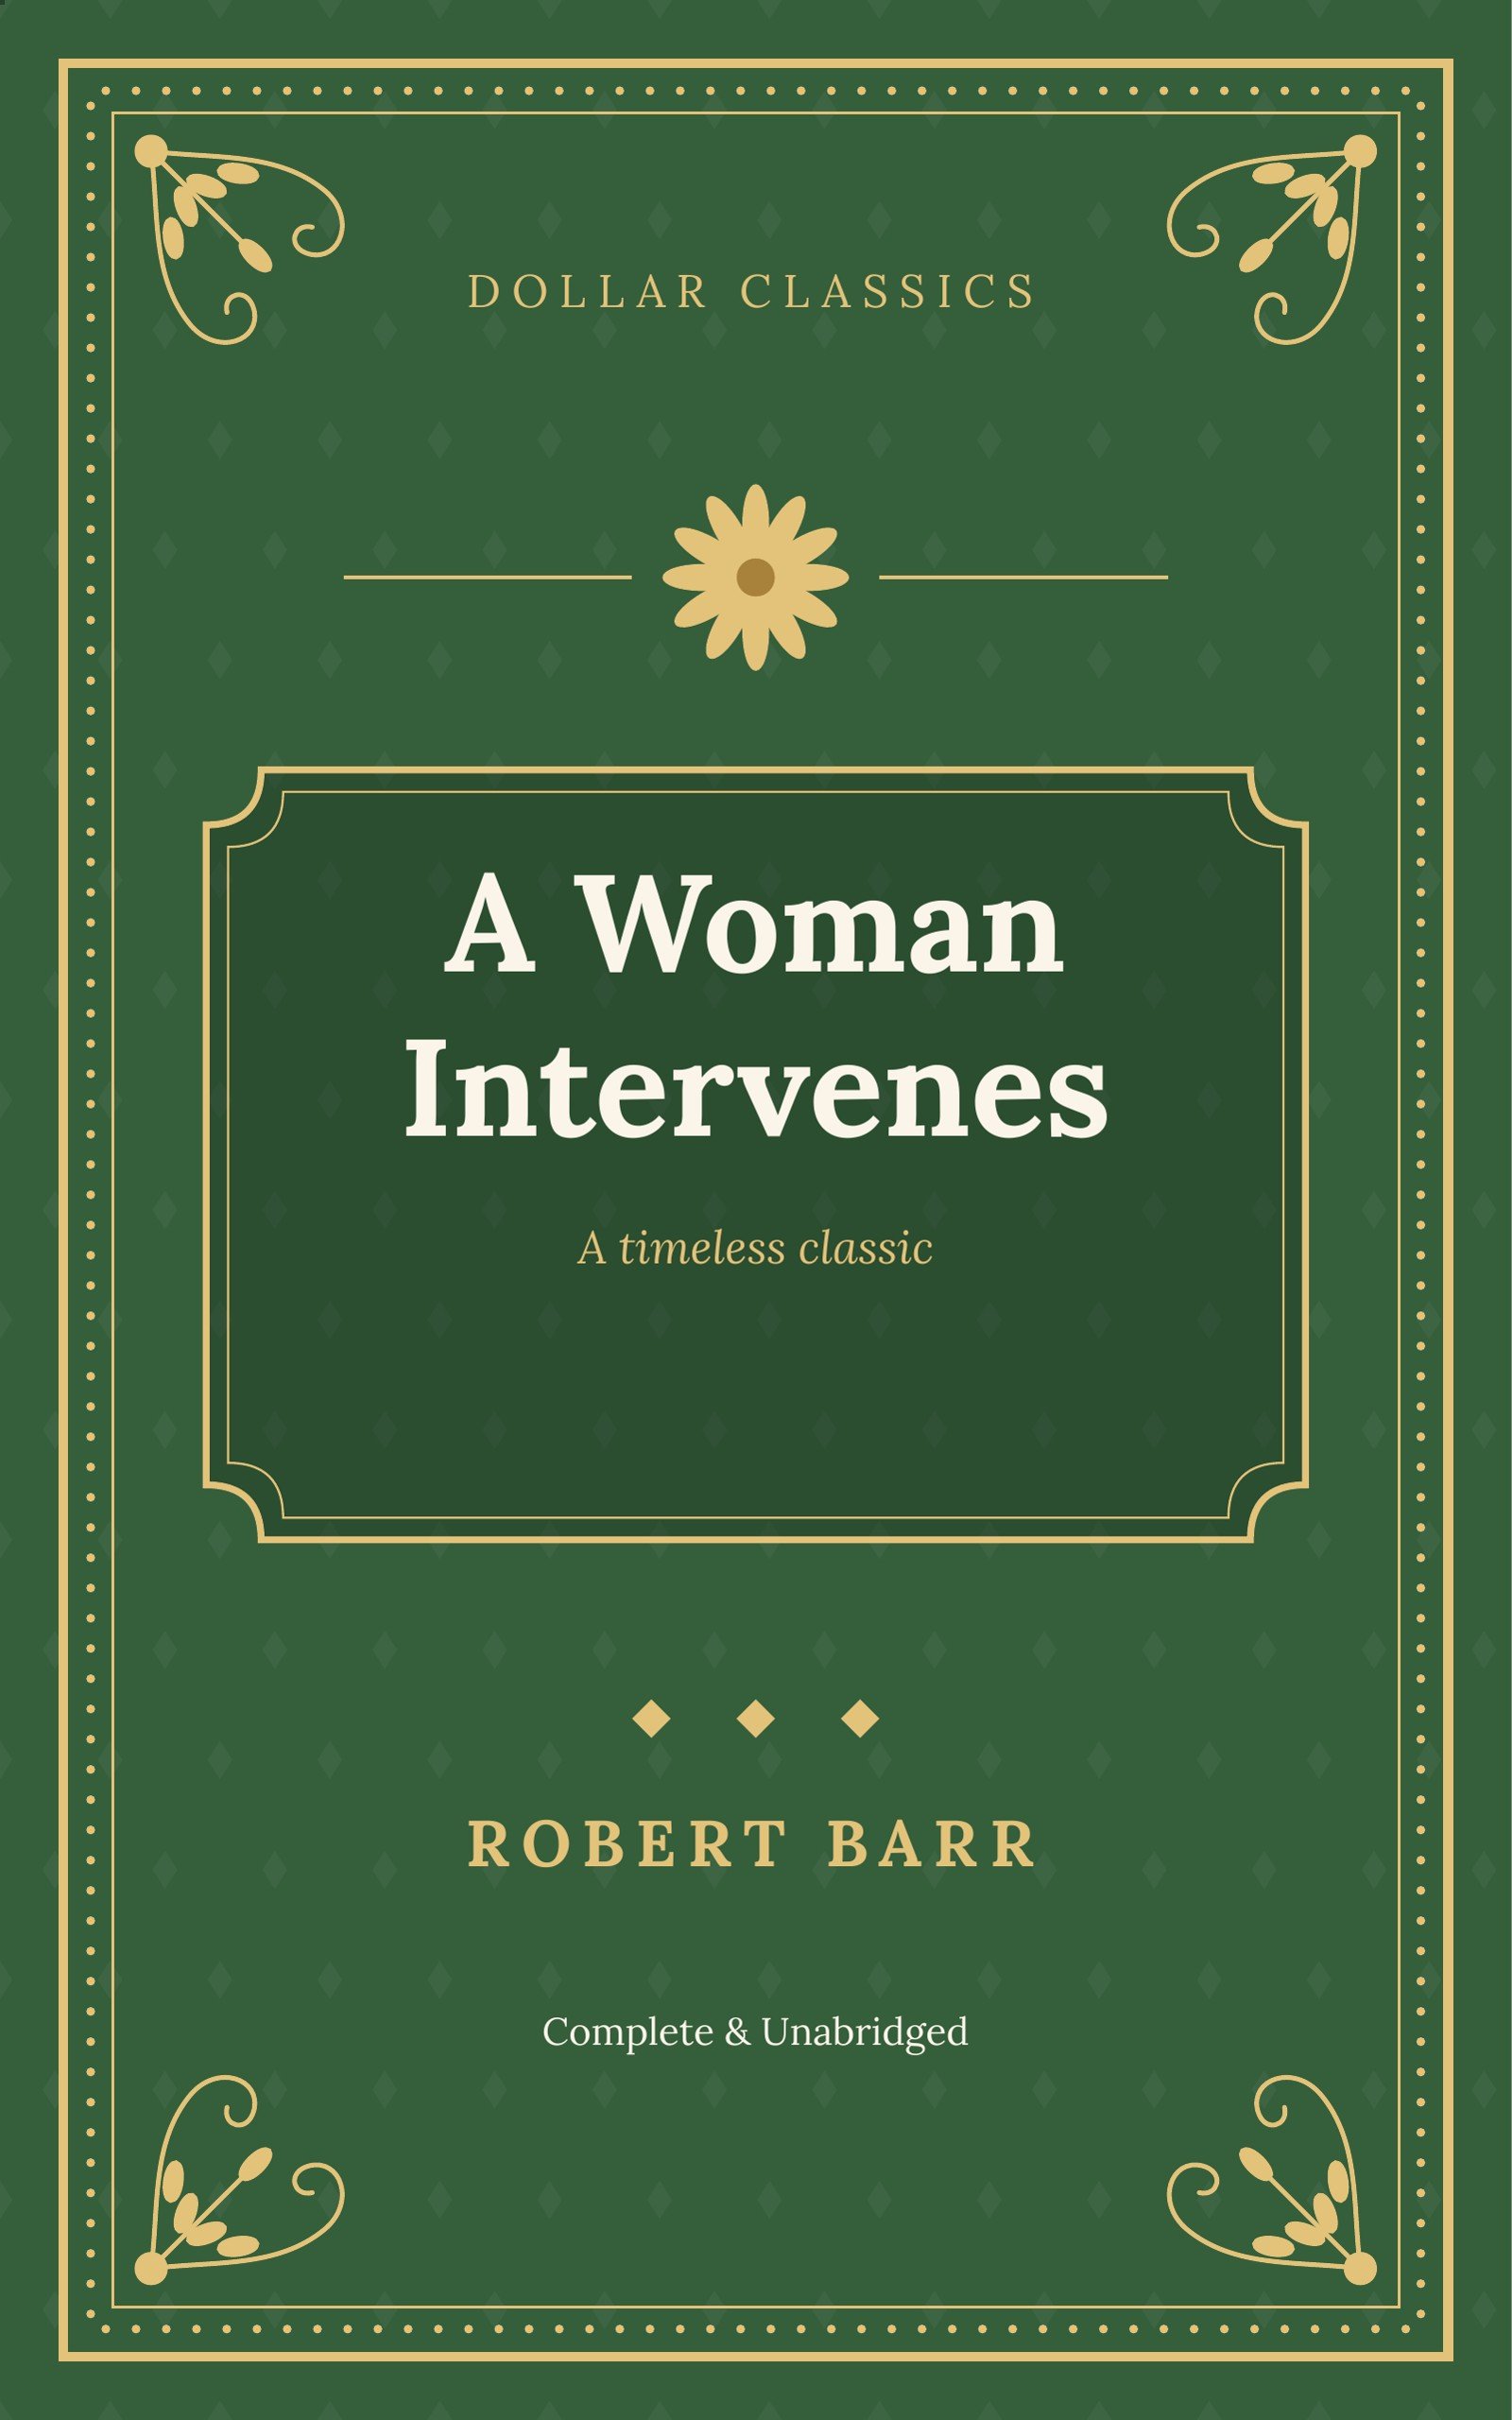 DOLLAR CLASSICS
A Woman
Intervenes
A timeless classic
ROBERT BARR
Complete & Unabridged